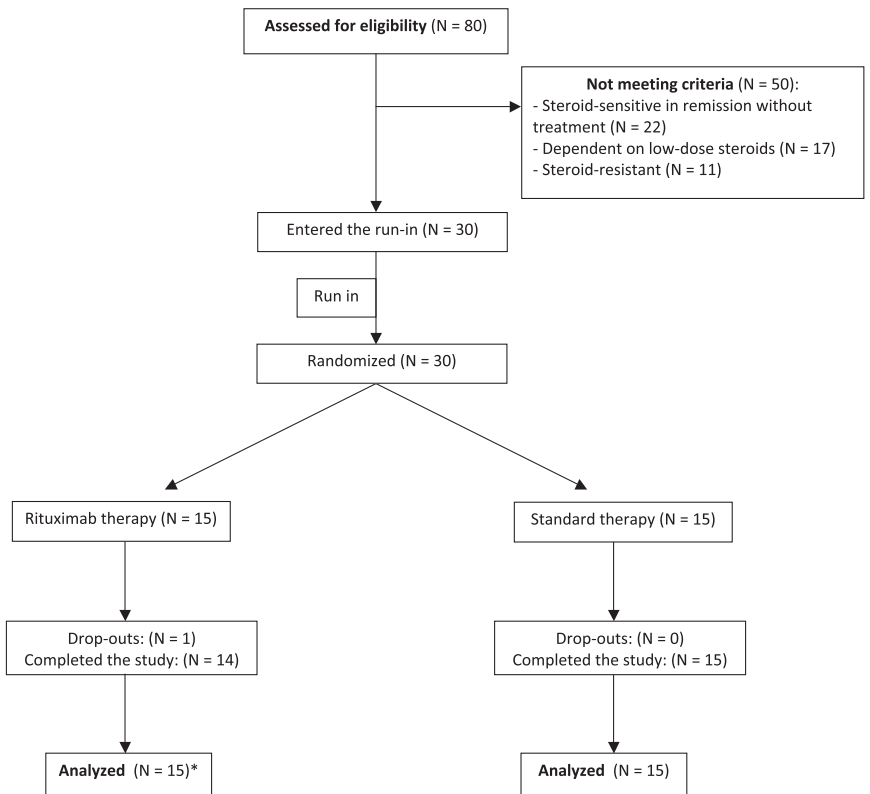 Assessed for eligibility (N = 80)
Not meeting criteria (N = 50):
- Steroid-sensitive in remission without
treatment (N = 22)
- Dependent on low-dose steroids (N = 17)
- Steroid-resistant (N = 11)
Entered the run-in (N = 30)
Run in
Randomized (N = 30)
Rituximab therapy (N = 15)
Standard therapy (N = 15)
Drop-outs: (N = 1)
Completed the study: (N = 14)
Drop-outs: (N = 0)
Completed the study: (N = 15)
Analyzed (N = 15)*
Analyzed (N = 15)